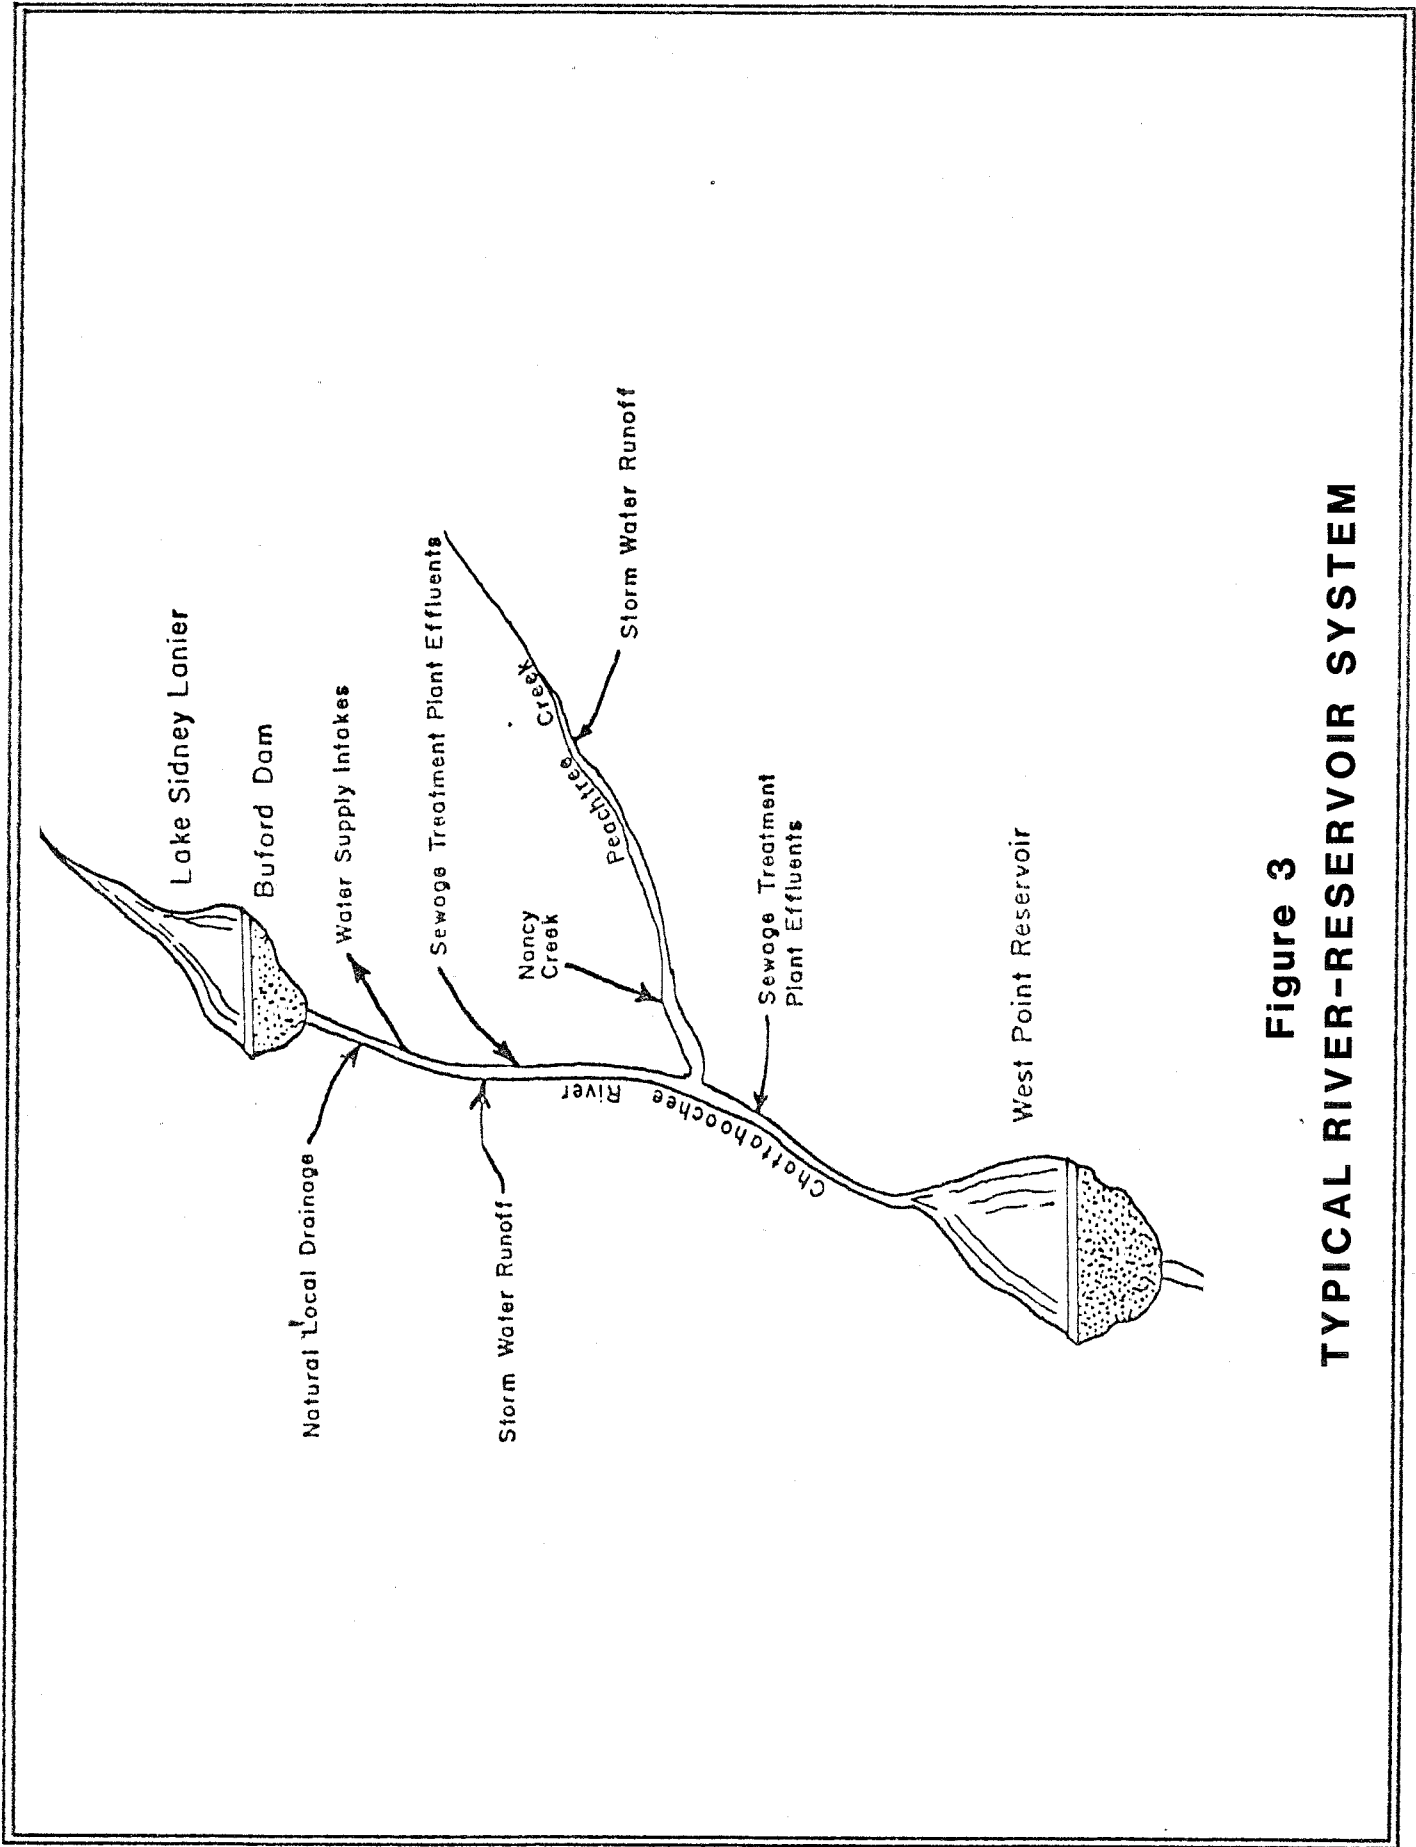 Lake Sidney Lanier
Buford Dam
Natural Local Drainage
Water Supply Intakes
Sewage Treatment Plant Effluents
Storm Water Runoff
Nancy
Creek
Peachtree Creek
Storm Water Runoff
Chattahoochee River
Sewage Treatment
Plant Effluents
West Point Reservoir
Figure 3
TYPICAL RIVER-RESERVOIR SYSTEM